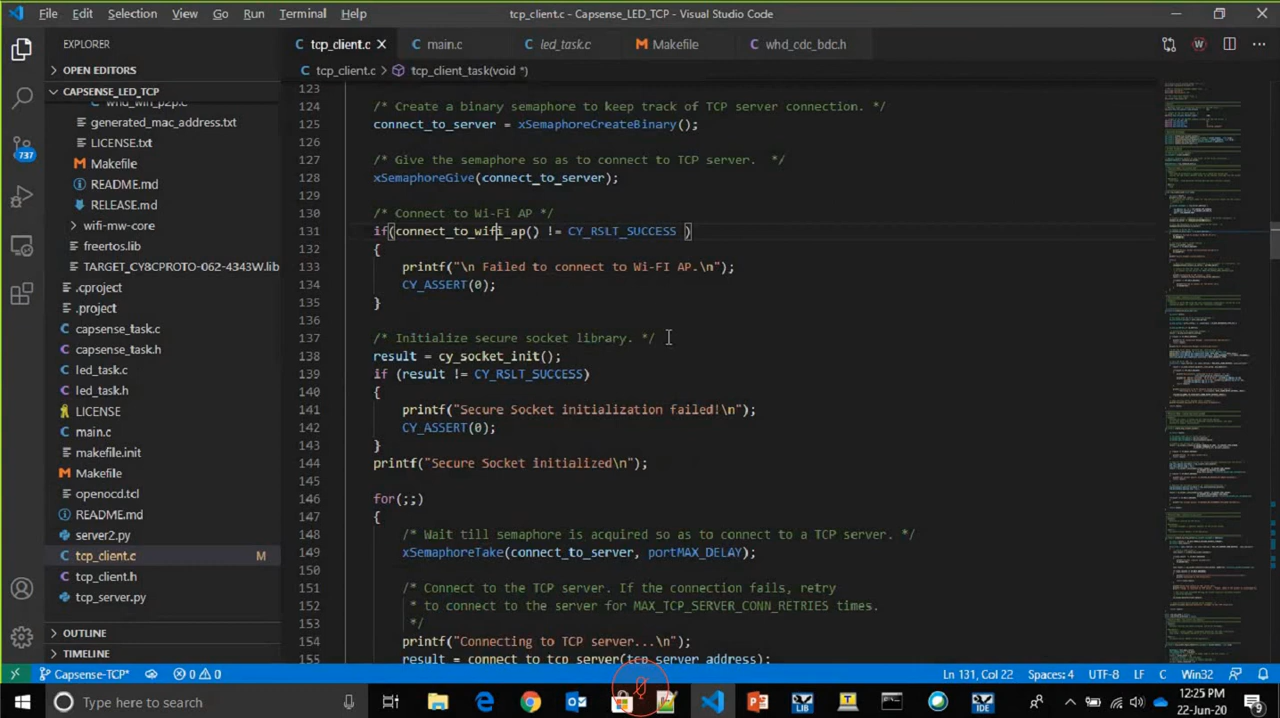 File Edit Selection View Go Run Terminal Help
tcp_client.c - Capsense_LED_TCP - Visual Studio Code
EXPLORER
OPEN EDITORS
CAPSENSE_LED_TCP
whd_wifi_p2p.c
generated_mac_address.txt
LICENSE.txt
Makefile
README.md
RELEASE.md
wifi-mw-core
freertos.lib
TARGET_CY8CPROTO-062-4343W.lib
.cproject
.project
capsense_task.c
capsense_task.h
led_task.c
led_task.h
LICENSE
main.c
makefile.init
Makefile
openocd.tcl
README.md
server2.py
tcp_client.c M
tcp_client.h
tcp_server.py
OUTLINE
TIMELINE
737
tcp_client.c main.c led_task.c Makefile whd_cdc_bdc.h
tcp_client.c > tcp_client_task(void *)
123
124 /* Create a binary semaphore to keep track of TCP server connection. */
125 connect_to_server xSemaphoreCreateBinary();
126
127 /* Give the semaphore so as to connect to TCP server. */
128 xSemaphoreGive(connect_to_server);
129
130 /* Connect to Wi-Fi AP */
131 if( () != CY_RSLT_SUCCESS )
132 {
133 printf(" Failed to connect to Wi-FI AP.\n");
134 CY_ASSERT(0);
135 }
136
137 /* Initialize secure socket library. */
138 result = cy_socket_init();
139 if (result != CY_RSLT_SUCCESS)
140 {
141 printf(" Socket initialization failed!\n");
142 CY_ASSERT(0);
143 }
144 printf("Secure Socket initialized\n");
145
146 for(;;)
147 {
148 /* Wait till semaphore is acquired so as to connect to a TCP server. */
149 xSemaphoreTake(connect_to_server, portMAX_DELAY);
150
151 /* Connect to the server. If the connection fails, retry
152 * to connect to the server for MAX_TCP_SERVER_CONN_RETRIES times.
153 */
154 printf("Connecting to TCP server...\n");
155 result = connect_to_tcp_server(tcp_server_address);
Capsense-TCP* 0 0 Ln 130, Col 22 Spaces: 4 UTF-8 LF C Win32
Type here to search
LIB
IDE
12:25 PM
22-Jun-20
9